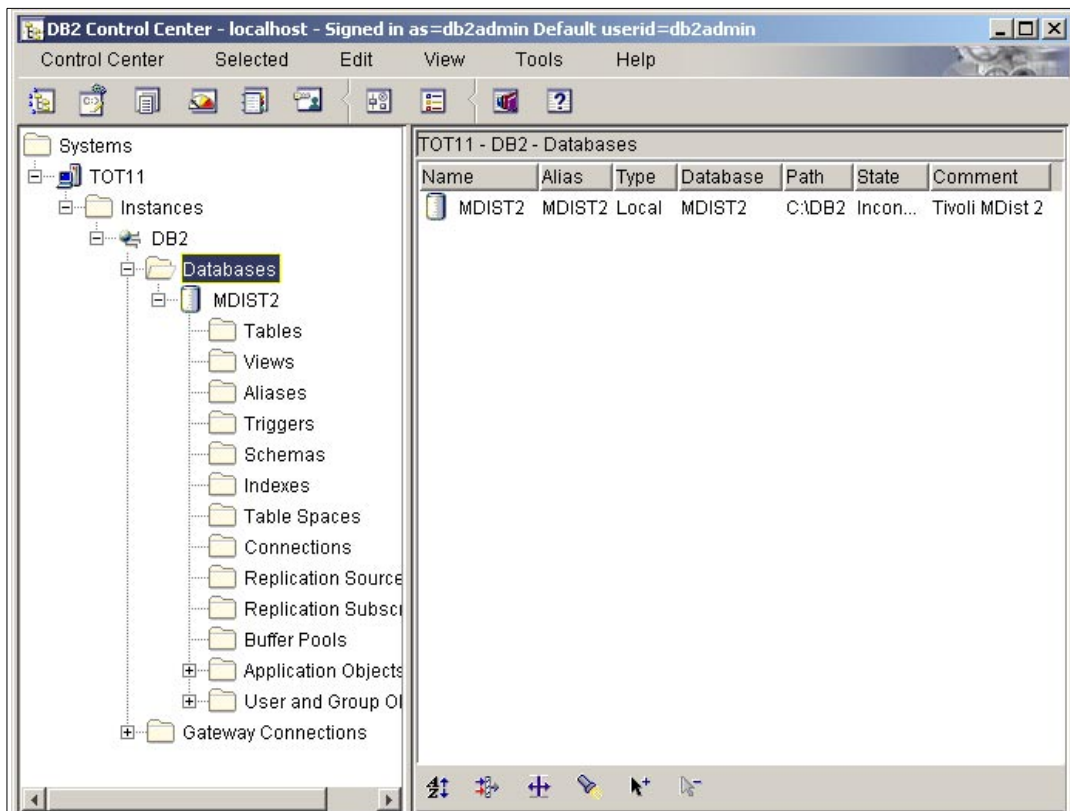 DB2 Control Center - localhost - Signed in as=db2admin Default userid=db2admin
Control Center Selected Edit View Tools Help
Systems
TOT11
Instances
DB2
Databases
MDIST2
Tables
Views
Aliases
Triggers
Schemas
Indexes
Table Spaces
Connections
Replication Source
Replication Subscr
Buffer Pools
Application Objects
User and Group Ol
Gateway Connections
TOT11 - DB2 - Databases
Name Alias Type Database Path State Comment
MDIST2 MDIST2 Local MDIST2 C:\DB2 Incon... Tivoli MDist 2